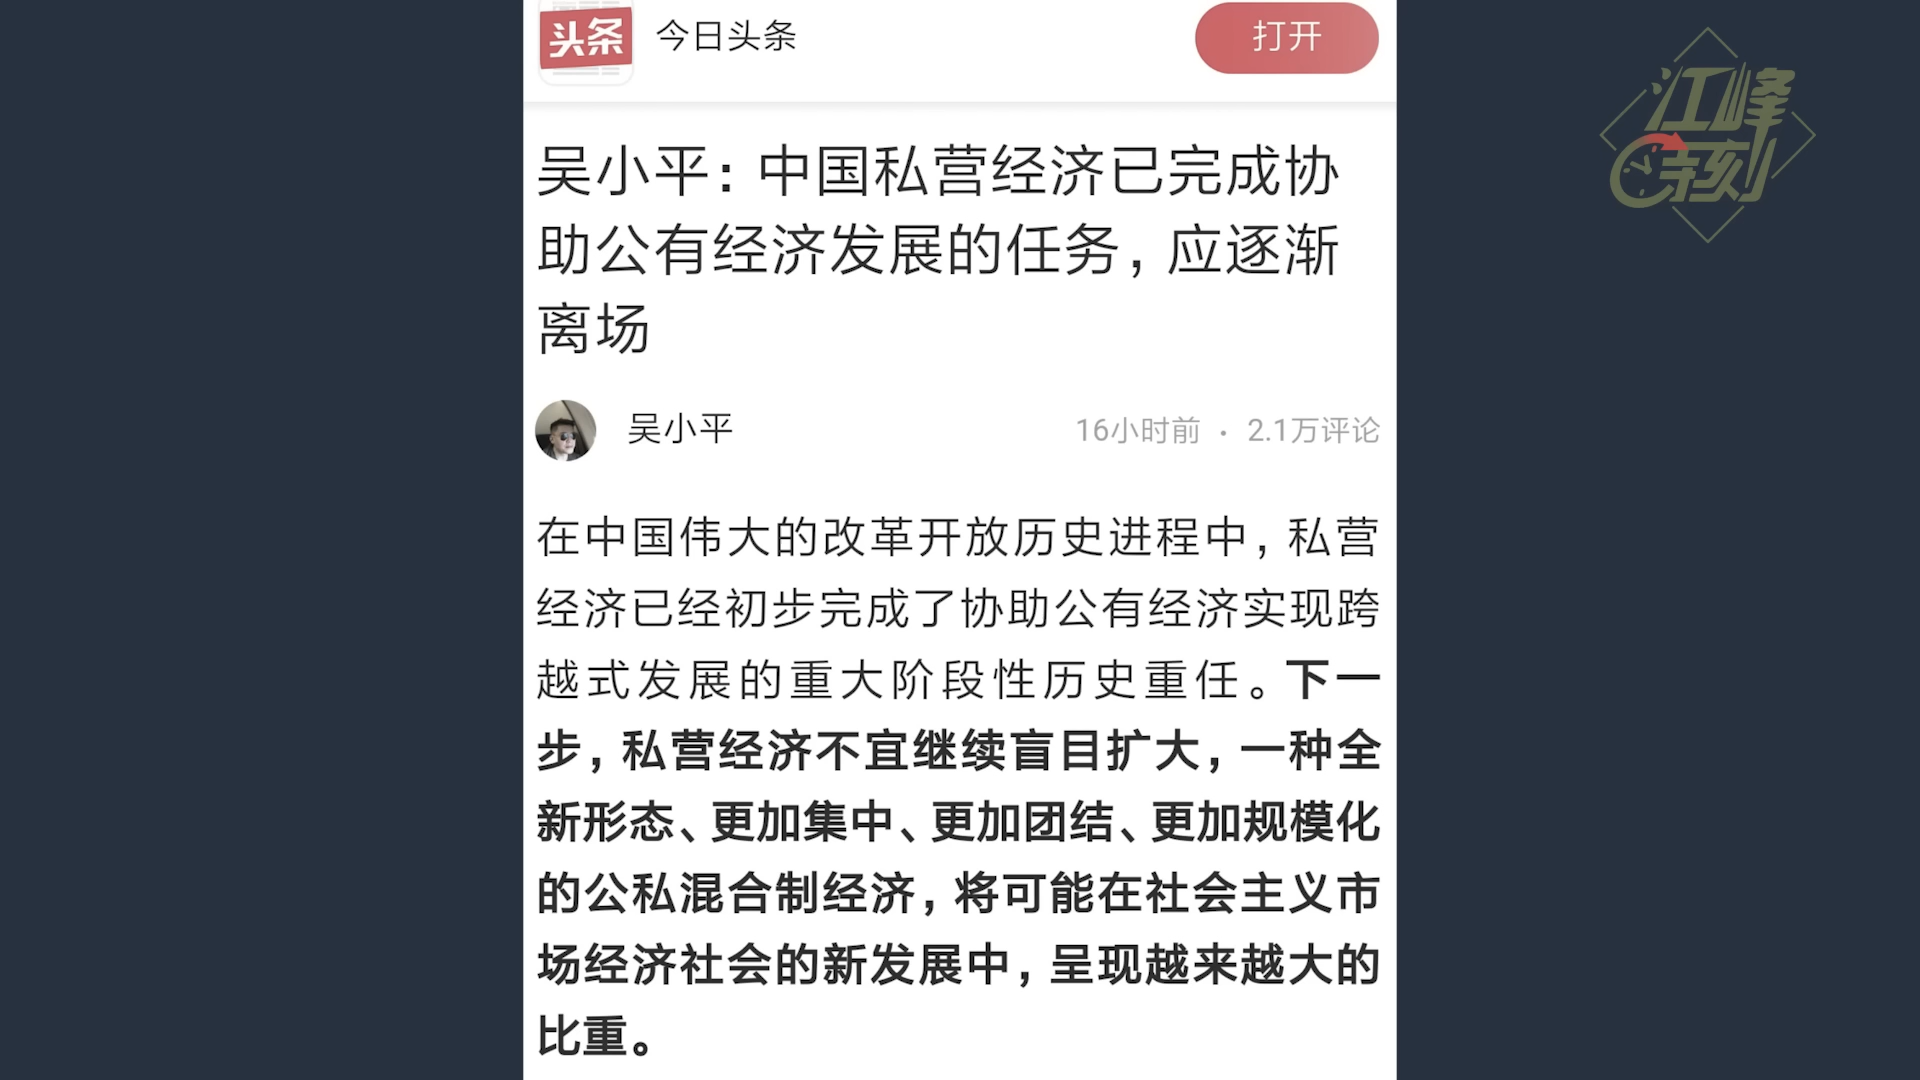 头条 今日头条 打开
江峰
时刻
吴小平：中国私营经济已完成协
助公有经济发展的任务，应逐渐
离场
吴小平 16小时前 · 2.1万评论
在中国伟大的改革开放历史进程中，私营
经济已经初步完成了协助公有经济实现跨
越式发展的重大阶段性历史重任。下一
步，私营经济不宜继续盲目扩大，一种全
新形态、更加集中、更加团结、更加规模化
的公私混合制经济，将可能在社会主义市
场经济社会的新发展中，呈现越来越大的
比重。